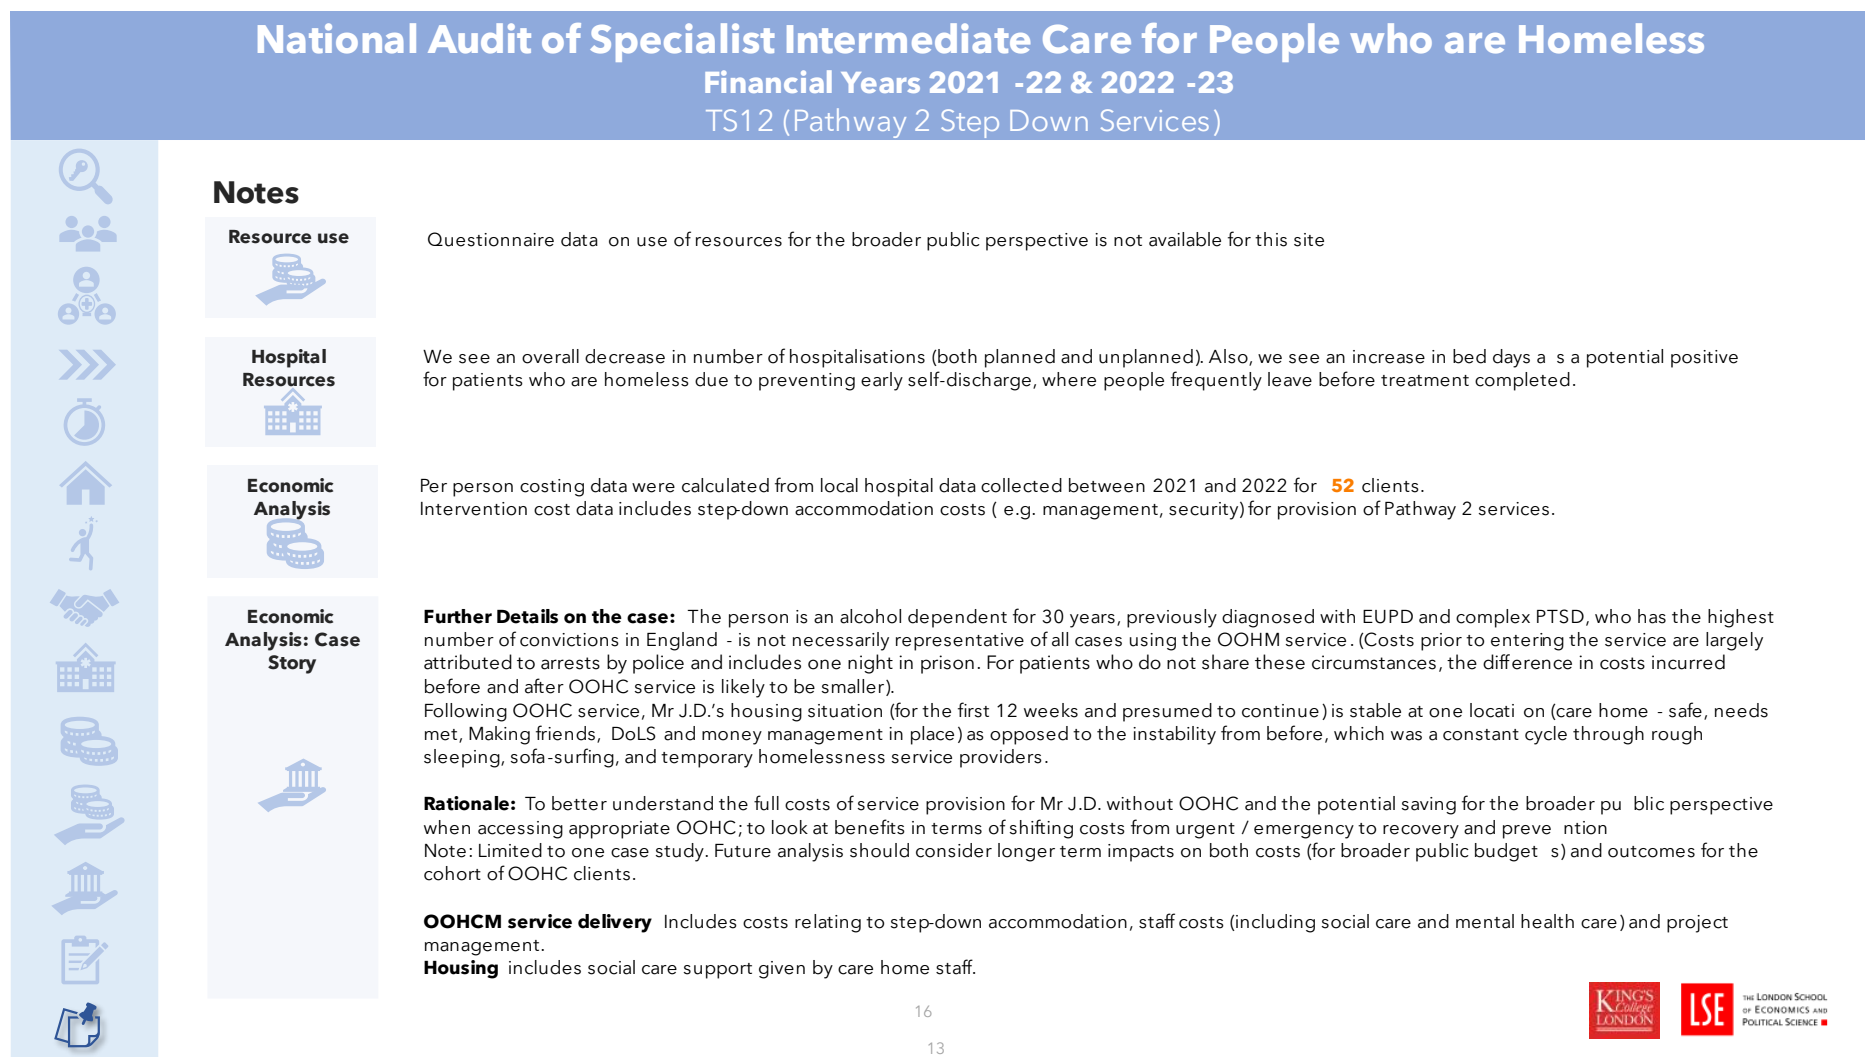 National Audit of Specialist Intermediate Care for People who are Homeless
Financial Years 2021 -22 & 2022 -23
TS12 (Pathway 2 Step Down Services)
Notes
Resource use
Questionnaire data on use of resources for the broader public perspective is not available for this site
Hospital
Resources
We see an overall decrease in number of hospitalisations (both planned and unplanned). Also, we see an increase in bed days a s a potential positive
for patients who are homeless due to preventing early self-discharge, where people frequently leave before treatment completed.
Economic
Analysis
Per person costing data were calculated from local hospital data collected between 2021 and 2022 for 52 clients.
Intervention cost data includes step-down accommodation costs ( e.g. management, security) for provision of Pathway 2 services.
Economic
Analysis: Case
Story
Further Details on the case: The person is an alcohol dependent for 30 years, previously diagnosed with EUPD and complex PTSD, who has the highest
number of convictions in England - is not necessarily representative of all cases using the OOHM service. (Costs prior to entering the service are largely
attributed to arrests by police and includes one night in prison. For patients who do not share these circumstances, the difference in costs incurred
before and after OOHC service is likely to be smaller).
Following OOHC service, Mr J.D.’s housing situation (for the first 12 weeks and presumed to continue) is stable at one locati on (care home - safe, needs
met, Making friends, DoLS and money management in place) as opposed to the instability from before, which was a constant cycle through rough
sleeping, sofa-surfing, and temporary homelessness service providers.
Rationale: To better understand the full costs of service provision for Mr J.D. without OOHC and the potential saving for the broader pu blic perspective
when accessing appropriate OOHC; to look at benefits in terms of shifting costs from urgent / emergency to recovery and preve ntion
Note: Limited to one case study. Future analysis should consider longer term impacts on both costs (for broader public budget s) and outcomes for the
cohort of OOHC clients.
OOHCM service delivery Includes costs relating to step-down accommodation, staff costs (including social care and mental health care) and project
management.
Housing includes social care support given by care home staff.
16
13
KING'S
College
LONDON
LSE
THE LONDON SCHOOL
OF ECONOMICS AND
POLITICAL SCIENCE